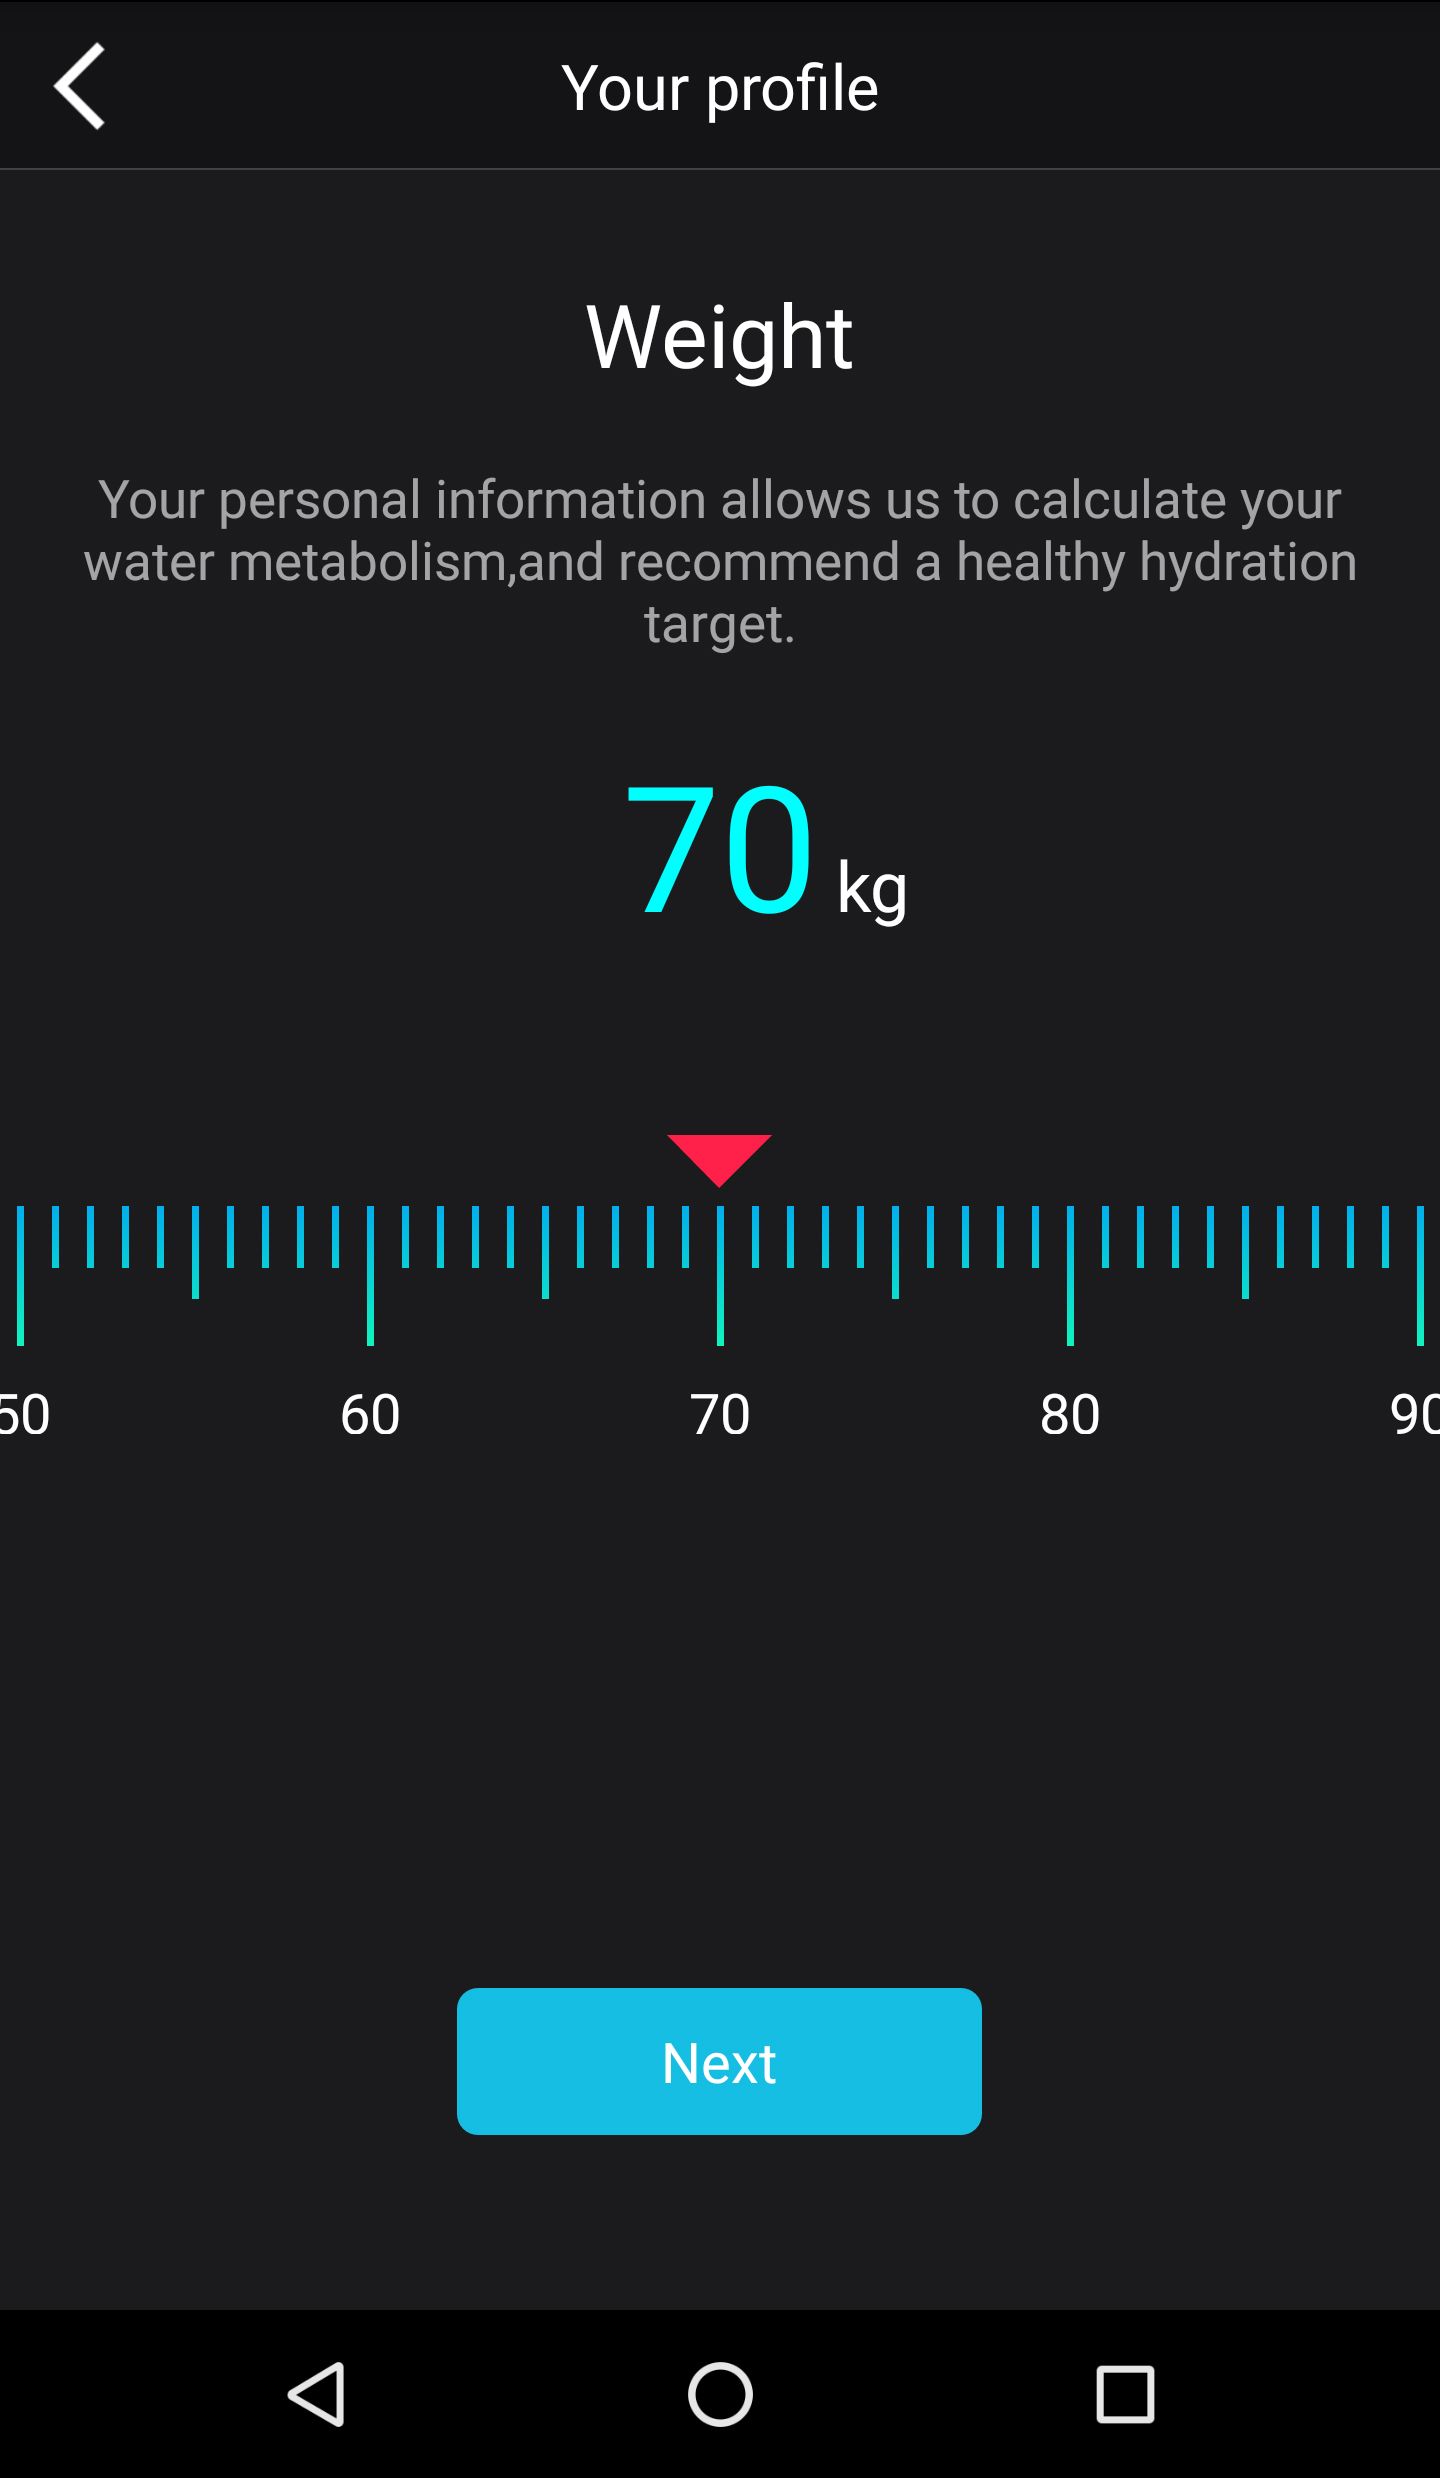 Your profile
Weight
Your personal information allows us to calculate your
water metabolism,and recommend a healthy hydration
target.
70 kg
50 60 70 80 90
Next